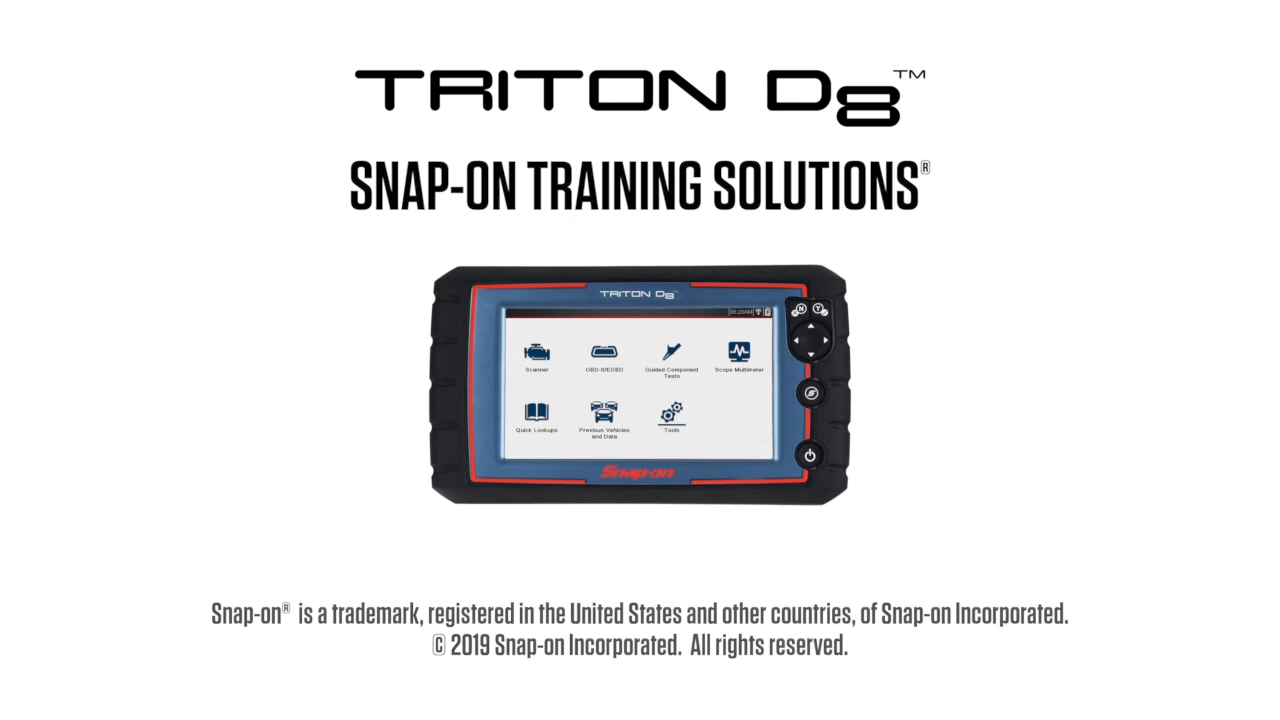 TRITON D8™
SNAP-ON TRAINING SOLUTIONS®
TRITON D8™
06:20AM
N Y
Scanner
OBD-II/EOBD
Guided Component
Tests
Scope Multimeter
Quick Lookups
Previous Vehicles
and Data
Tools
Snap-on
Snap-on® is a trademark, registered in the United States and other countries, of Snap-on Incorporated.
© 2019 Snap-on Incorporated. All rights reserved.